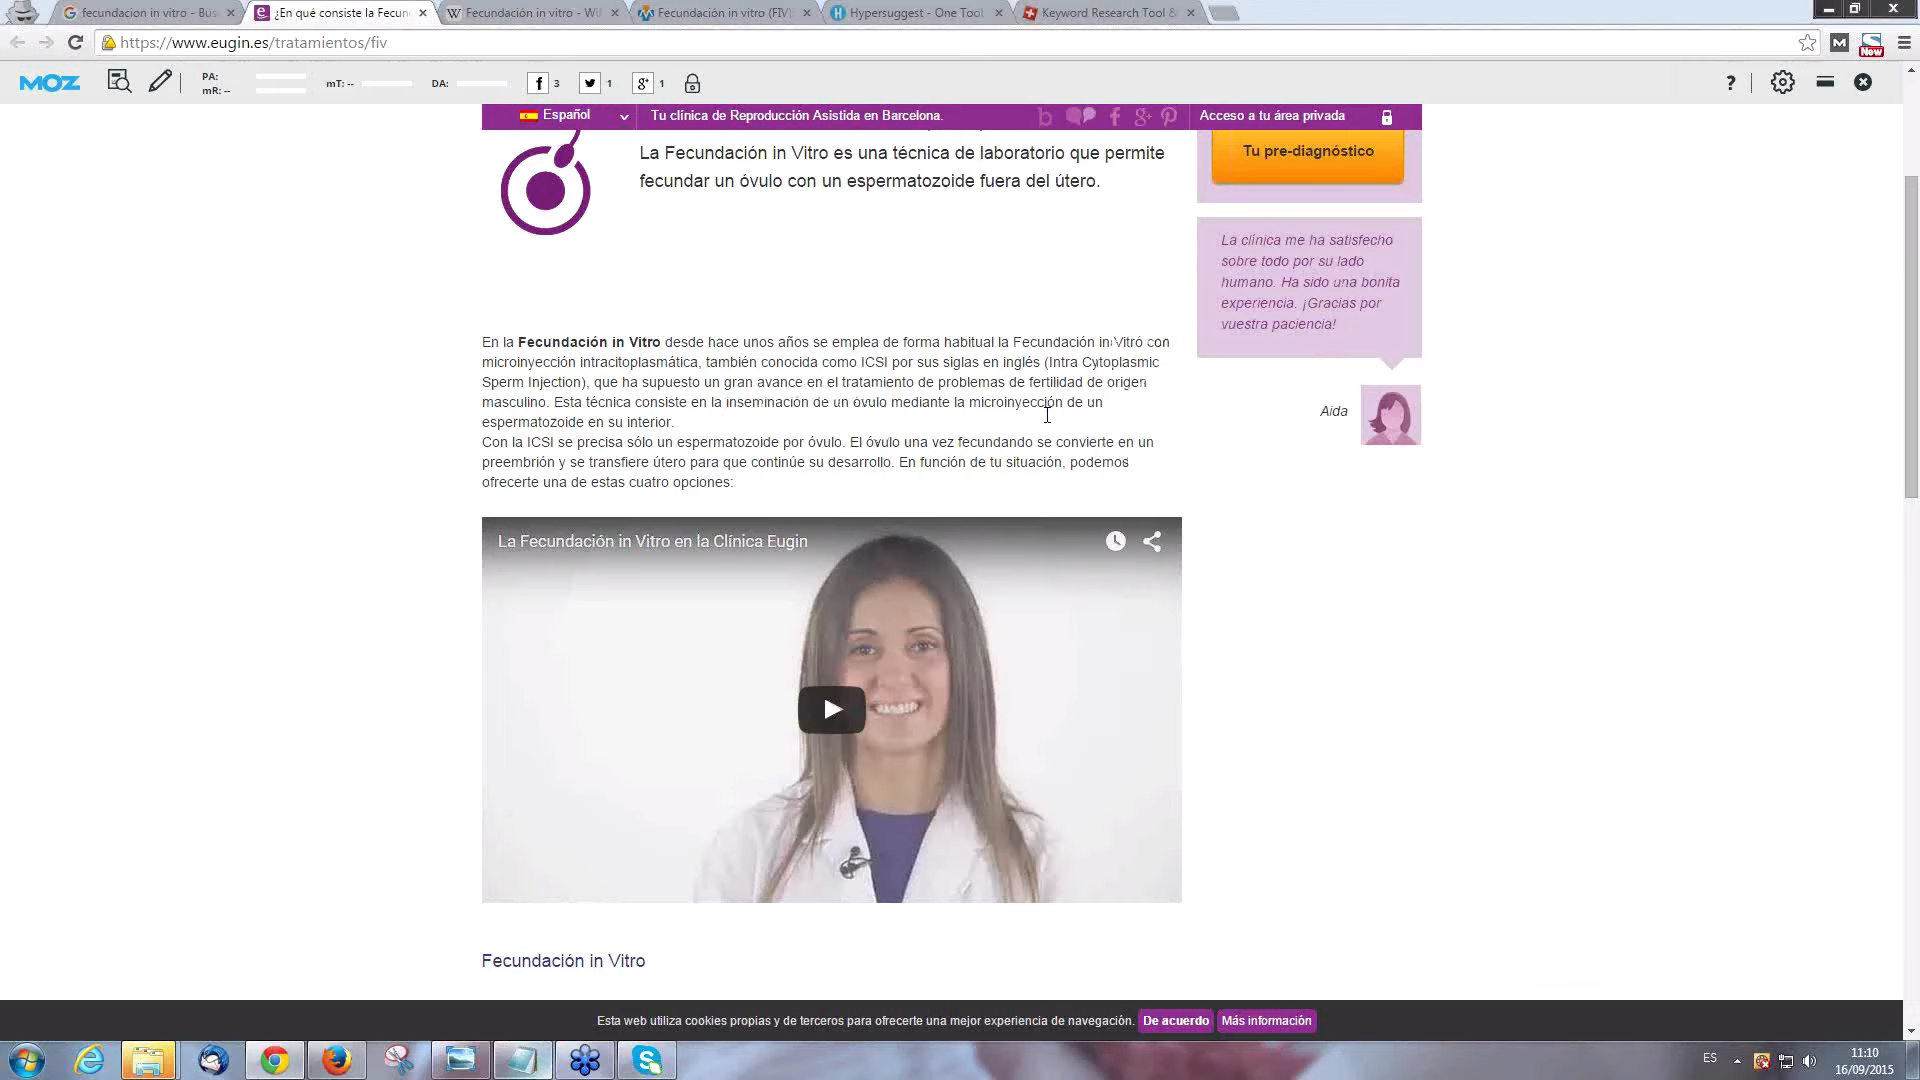 fecundacion in vitro - Bus
¿En qué consiste la Fecun
Fecundación in vitro - Wi
Fecundación in vitro (FIV)
Hypersuggest - One Tool
Keyword Research Tool &
https://www.eugin.es/tratamientos/fiv
New
MOZ
PA:
mR: --
mT: --
DA:
3
1
1
?
Español
Tu clínica de Reproducción Asistida en Barcelona.
Acceso a tu área privada
La Fecundación in Vitro es una técnica de laboratorio que permite
fecundar un óvulo con un espermatozoide fuera del útero.
Tu pre-diagnóstico
La clínica me ha satisfecho
sobre todo por su lado
humano. Ha sido una bonita
experiencia. ¡Gracias por
vuestra paciencia!
Aida
En la Fecundación in Vitro desde hace unos años se emplea de forma habitual la Fecundación in Vitro con
microinyección intracitoplasmática, también conocida como ICSI por sus siglas en inglés (Intra Cytoplasmic
Sperm Injection), que ha supuesto un gran avance en el tratamiento de problemas de fertilidad de origen
masculino. Esta técnica consiste en la inseminación de un óvulo mediante la microinyección de un
espermatozoide en su interior.
Con la ICSI se precisa sólo un espermatozoide por óvulo. El óvulo una vez fecundando se convierte en un
preembrión y se transfiere útero para que continúe su desarrollo. En función de tu situación, podemos
ofrecerte una de estas cuatro opciones:
La Fecundación in Vitro en la Clínica Eugin
Fecundación in Vitro
Esta web utiliza cookies propias y de terceros para ofrecerte una mejor experiencia de navegación. De acuerdo Más información
ES
11:10
16/09/2015